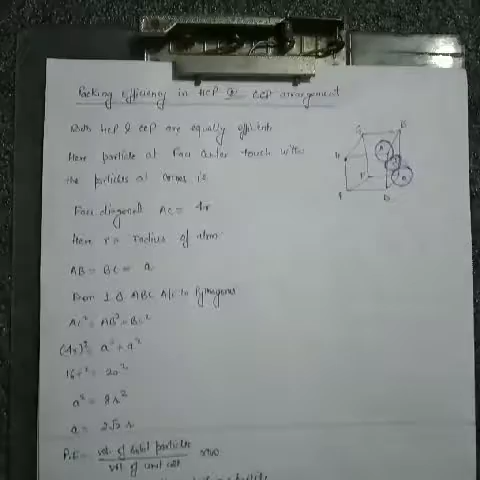 Packing efficiency in HCP & CCP arrangement
Both HCP & CCP are equally efficient
Here particle at Face Center touch with
the particles at corner ie
Face diagonal AC = 4r
Here r = radius of atom
AB = BC = a
From ⊥ Δ ABC A/c to Pythagoras
AC² = AB² + BC²
(4r)² = a² + a²
16r² = 2a²
a² = 8r²
a = 2√2 r
P.E = vol. of total particles / vol. of unit cell × 100